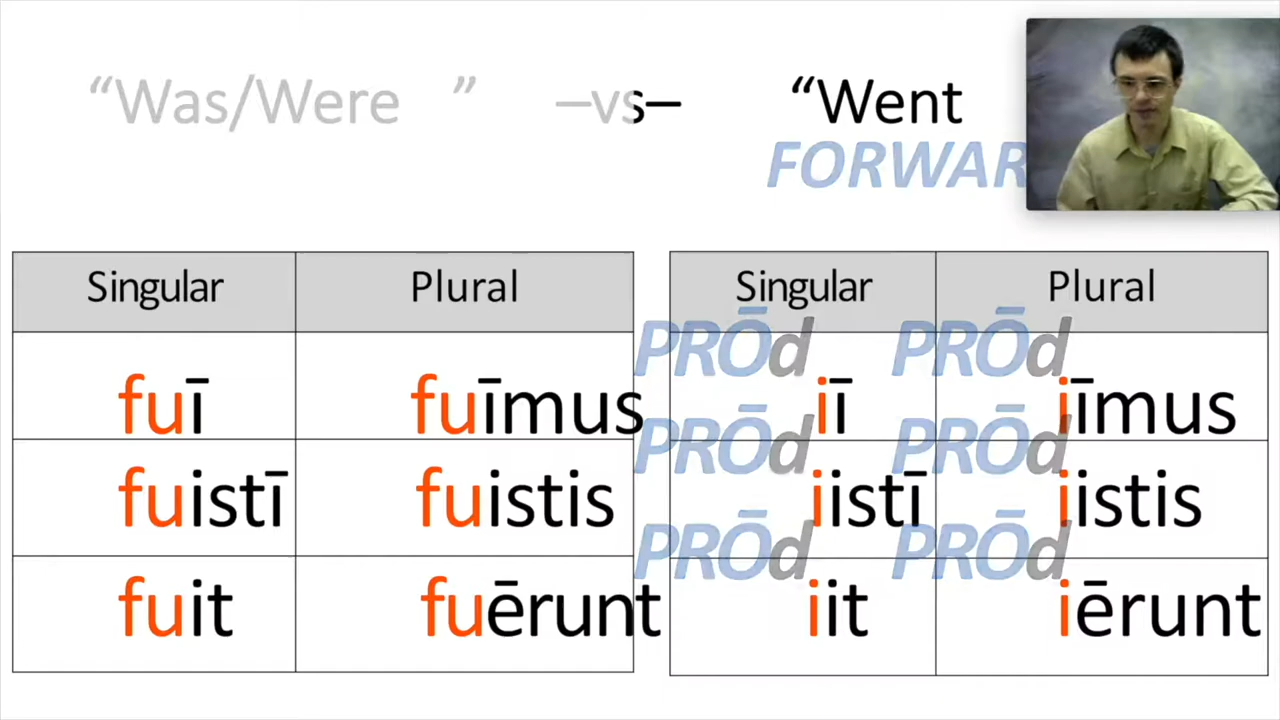 “Was/Were ” –vs– “Went
FORWAR
Singular Plural Singular Plural
PRŌd PRŌd
fuī fuīmus iī iīmus
PRŌd PRŌd
fuistī fuistis iistī iistis
PRŌd PRŌd
fuit fuērunt iit iērunt